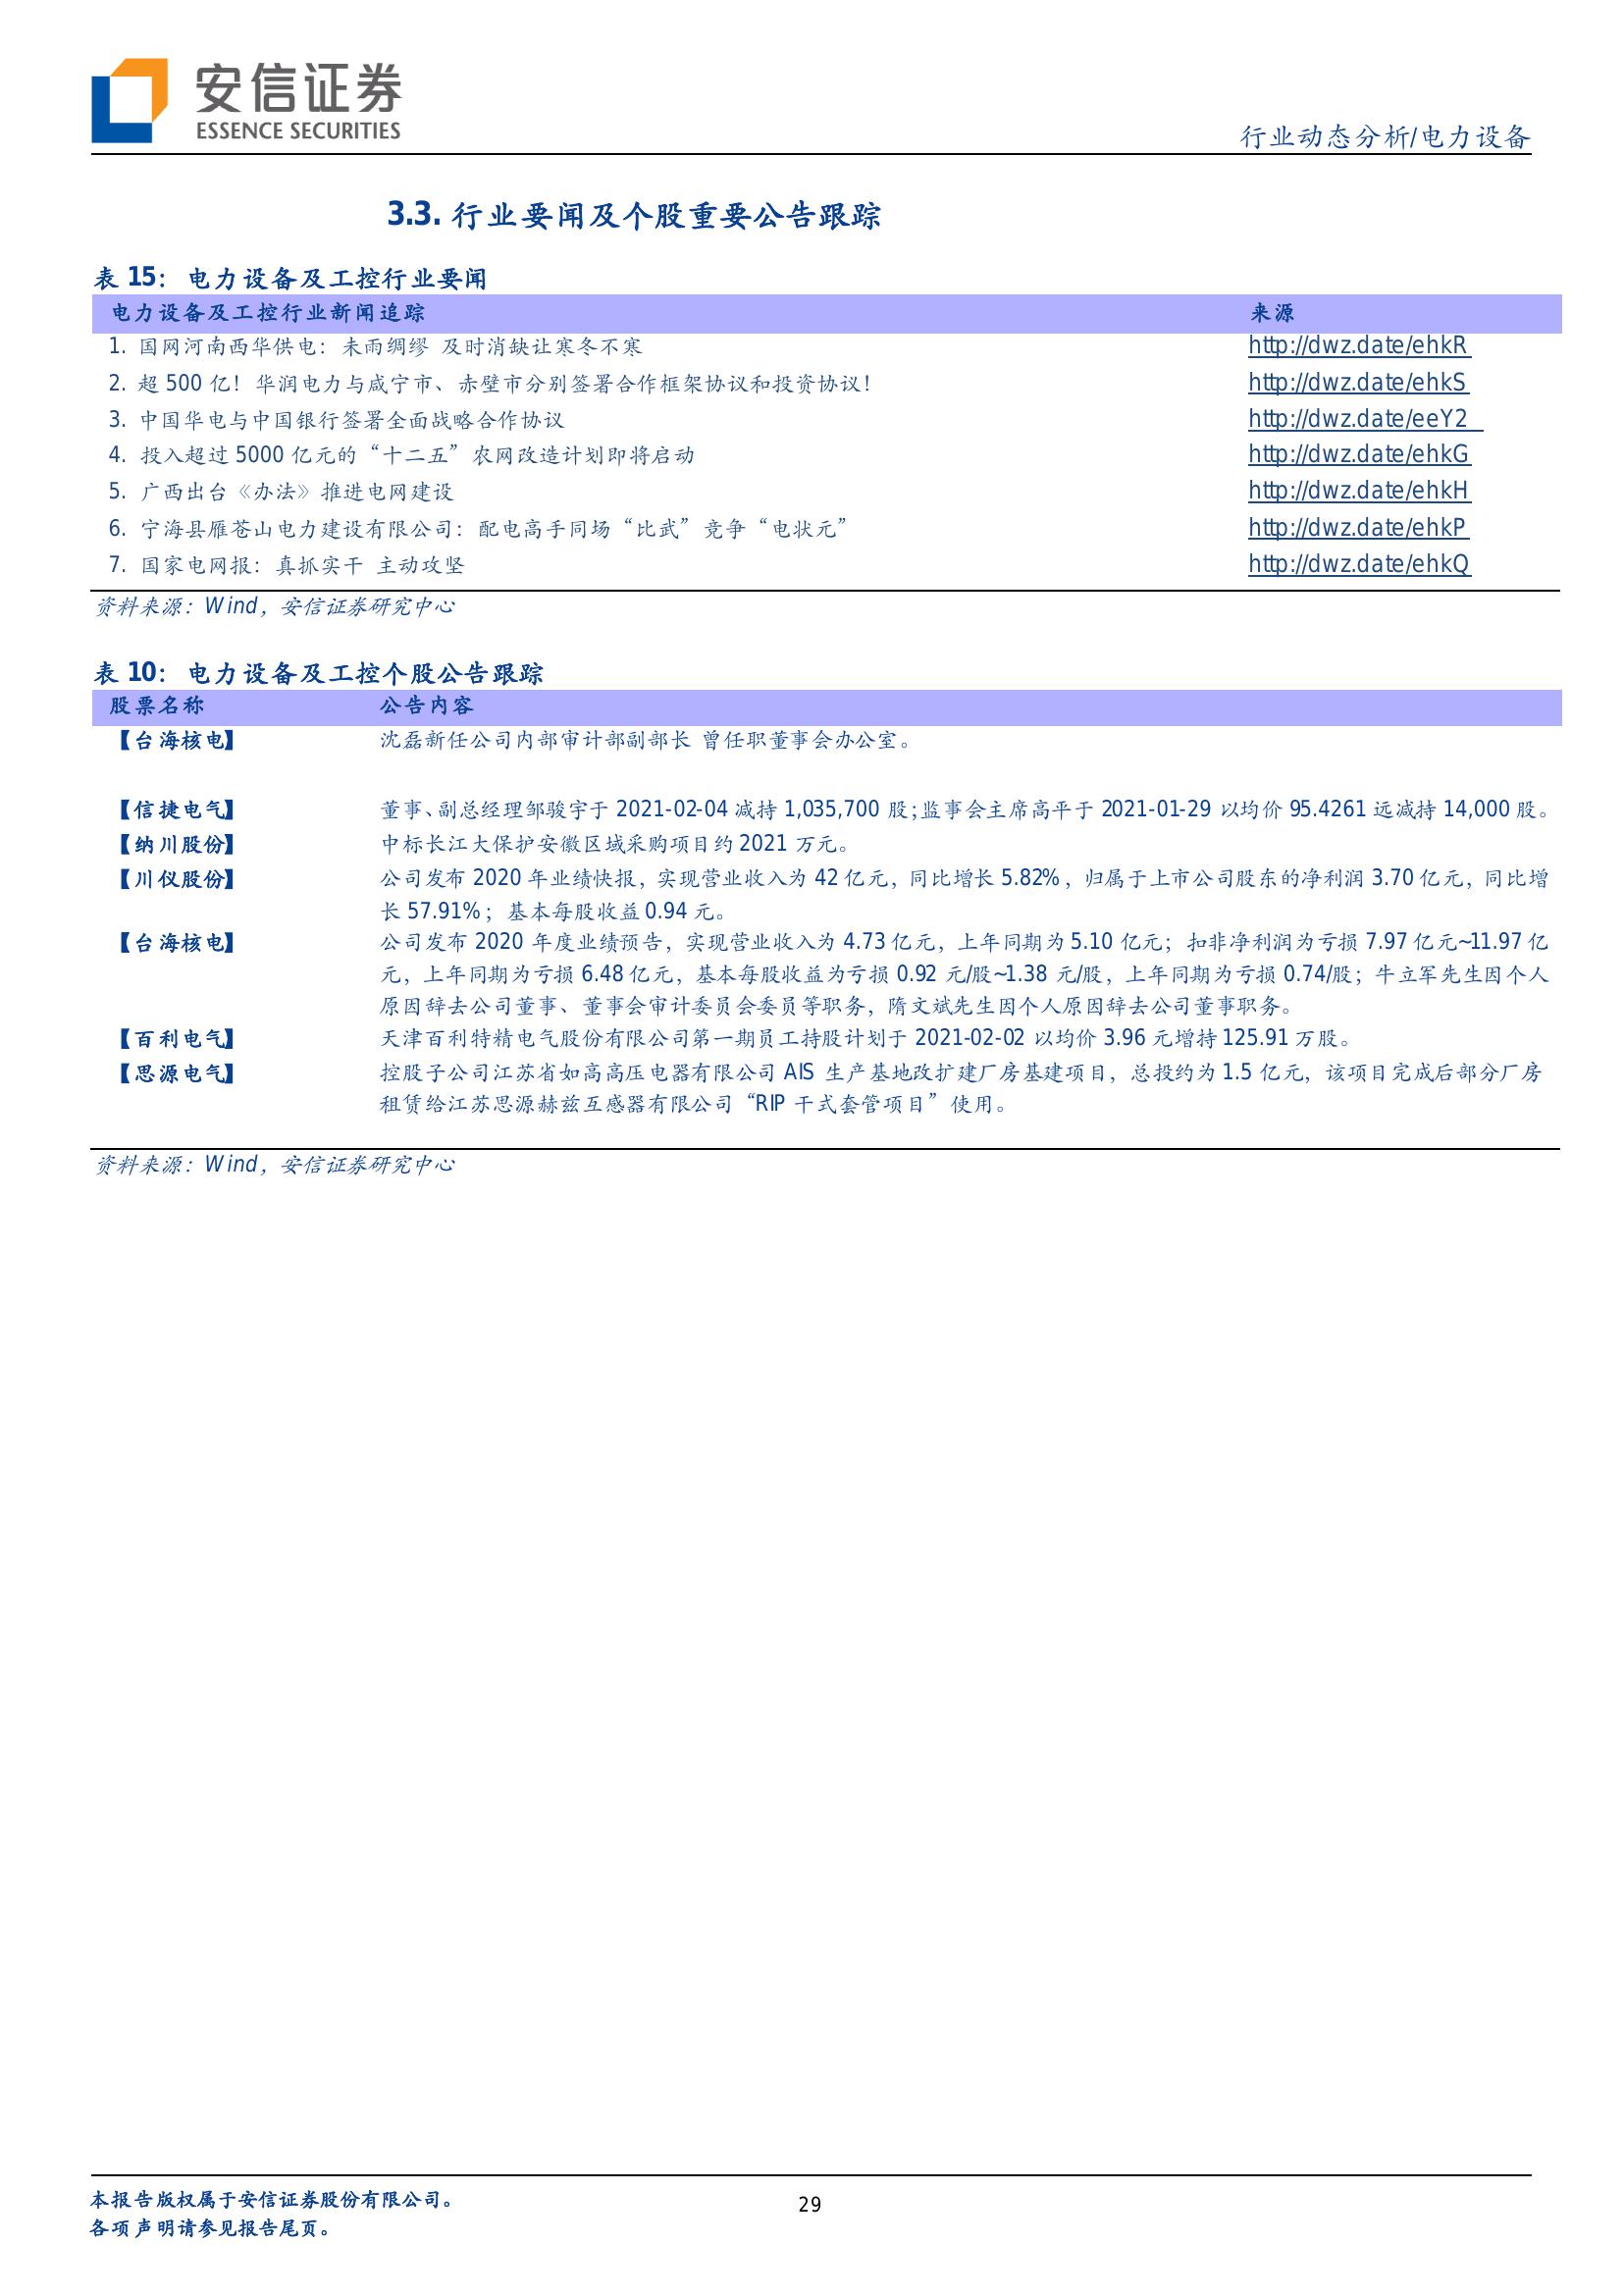 安信证券
ESSENCE SECURITIES
行业动态分析/电力设备
3.3. 行业要闻及个股重要公告跟踪
表 15： 电力设备及工控行业要闻
电力设备及工控行业新闻追踪 来源
1. 国网河南西华供电：未雨绸缪 及时消缺让寒冬不寒 http://dwz.date/ehkR
2. 超 500 亿！华润电力与咸宁市、赤壁市分别签署合作框架协议和投资协议！ http://dwz.date/ehkS
3. 中国华电与中国银行签署全面战略合作协议 http://dwz.date/eeY2
4. 投入超过 5000 亿元的“十二五”农网改造计划即将启动 http://dwz.date/ehkG
5. 广西出台《办法》推进电网建设 http://dwz.date/ehkH
6. 宁海县雁苍山电力建设有限公司：配电高手同场“比武”竞争“电状元” http://dwz.date/ehkP
7. 国家电网报：真抓实干 主动攻坚 http://dwz.date/ehkQ
资料来源：Wind，安信证券研究中心
表 10： 电力设备及工控个股公告跟踪
股票名称 公告内容
【台海核电】 沈磊新任公司内部审计部副部长 曾任职董事会办公室。
【信捷电气】 董事、副总经理邹骏宇于 2021-02-04 减持 1,035,700 股；监事会主席高平于 2021-01-29 以均价 95.4261 远减持 14,000 股。
【纳川股份】 中标长江大保护安徽区域采购项目约 2021 万元。
【川仪股份】 公司发布 2020 年业绩快报，实现营业收入为 42 亿元，同比增长 5.82%，归属于上市公司股东的净利润 3.70 亿元，同比增
长 57.91%；基本每股收益 0.94 元。
【台海核电】 公司发布 2020 年度业绩预告，实现营业收入为 4.73 亿元，上年同期为 5.10 亿元；扣非净利润为亏损 7.97 亿元~11.97 亿
元，上年同期为亏损 6.48 亿元，基本每股收益为亏损 0.92 元/股~1.38 元/股，上年同期为亏损 0.74/股；牛立军先生因个人
原因辞去公司董事、董事会审计委员会委员等职务，隋文斌先生因个人原因辞去公司董事职务。
【百利电气】 天津百利特精电气股份有限公司第一期员工持股计划于 2021-02-02 以均价 3.96 元增持 125.91 万股。
【思源电气】 控股子公司江苏省如高高压电器有限公司 AIS 生产基地改扩建厂房基建项目，总投约为 1.5 亿元，该项目完成后部分厂房
租赁给江苏思源赫兹互感器有限公司“RIP 干式套管项目”使用。
资料来源：Wind，安信证券研究中心
本报告版权属于安信证券股份有限公司。
29
各项声明请参见报告尾页。